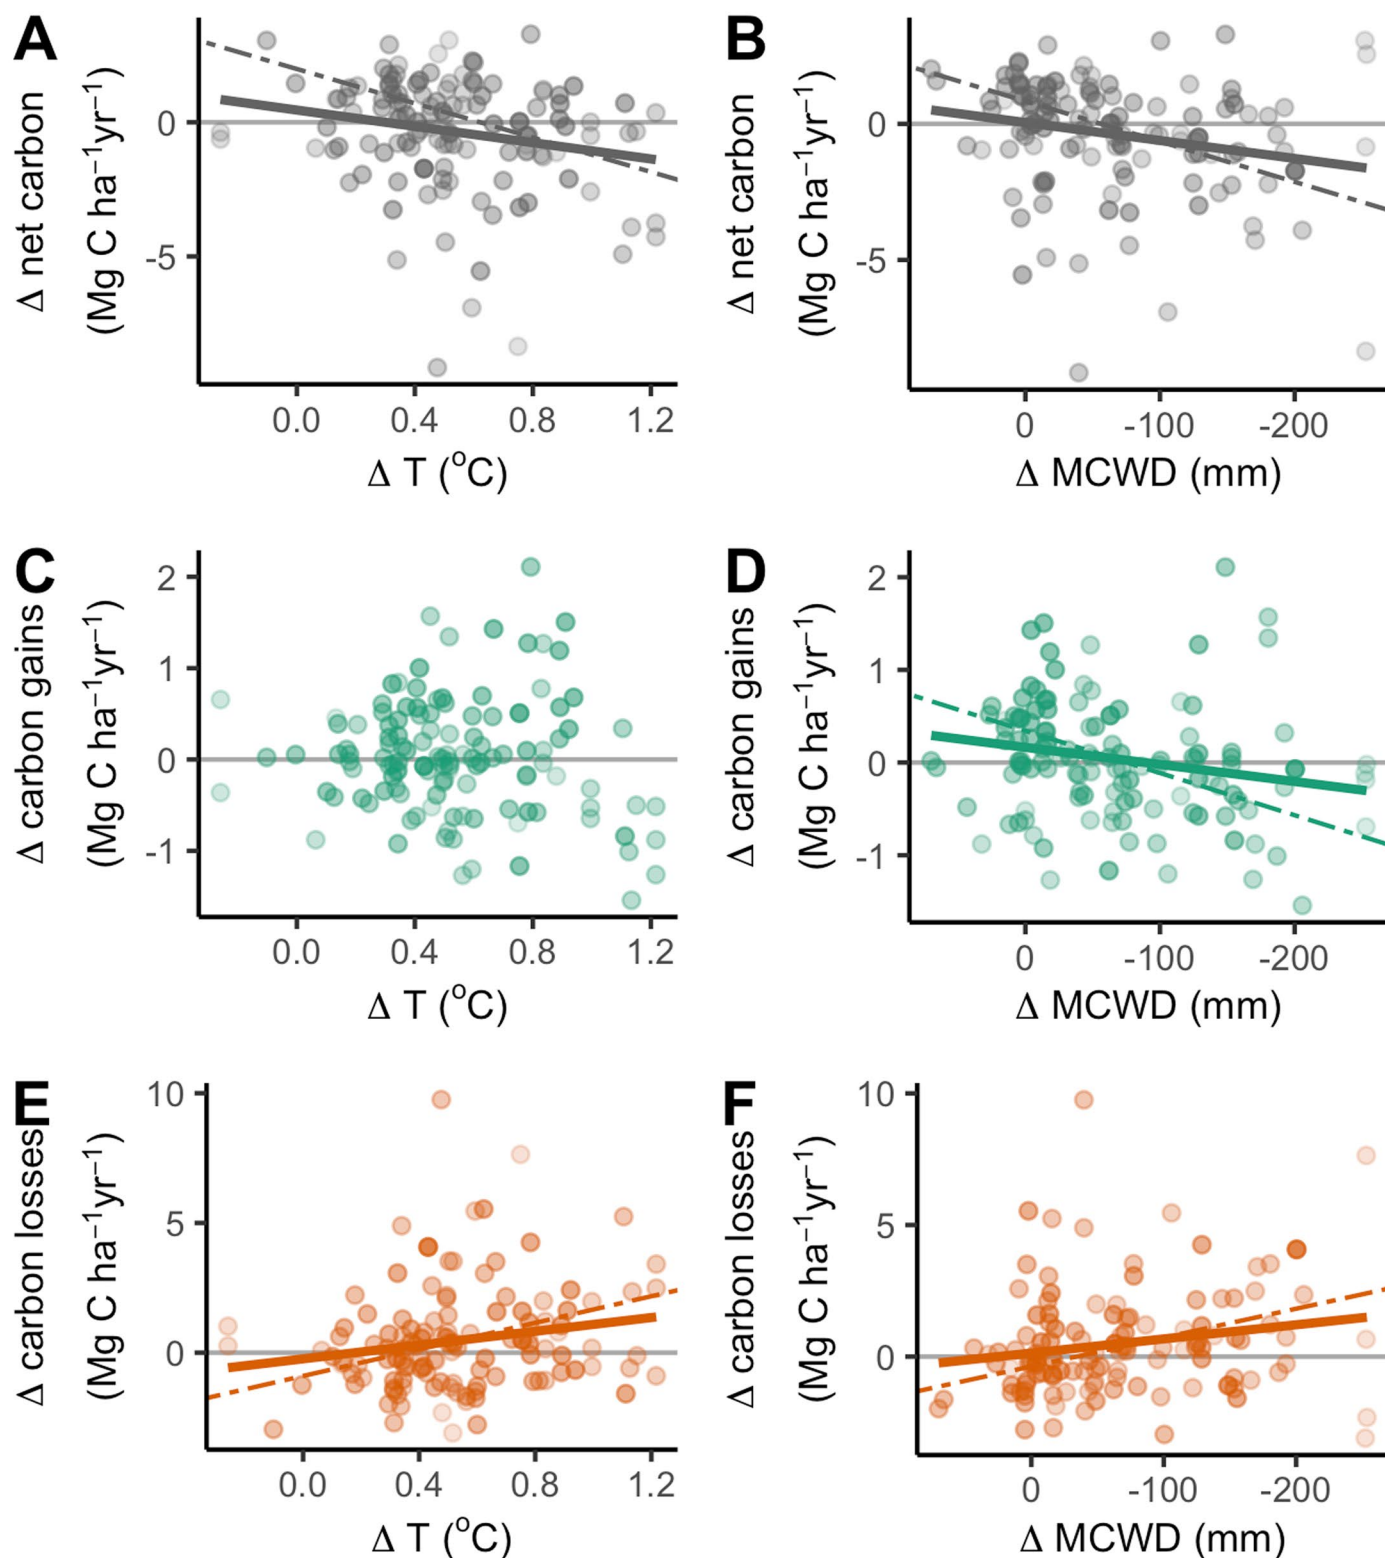 A
Δ net carbon
(Mg C ha⁻¹yr⁻¹)
0
-5
0.0 0.4 0.8 1.2
Δ T (°C)
B
Δ net carbon
(Mg C ha⁻¹yr⁻¹)
0
-5
0 -100 -200
Δ MCWD (mm)
C
Δ carbon gains
(Mg C ha⁻¹yr⁻¹)
2
1
0
-1
0.0 0.4 0.8 1.2
Δ T (°C)
D
Δ carbon gains
(Mg C ha⁻¹yr⁻¹)
2
1
0
-1
0 -100 -200
Δ MCWD (mm)
E
Δ carbon losses
(Mg C ha⁻¹yr⁻¹)
10
5
0
0.0 0.4 0.8 1.2
Δ T (°C)
F
Δ carbon losses
(Mg C ha⁻¹yr⁻¹)
10
5
0
0 -100 -200
Δ MCWD (mm)